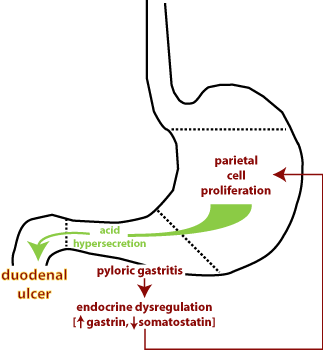 parietal
cell
proliferation
acid
hypersecretion
duodenal
ulcer
pyloric gastritis
endocrine dysregulation
[↑ gastrin, ↓ somatostatin]